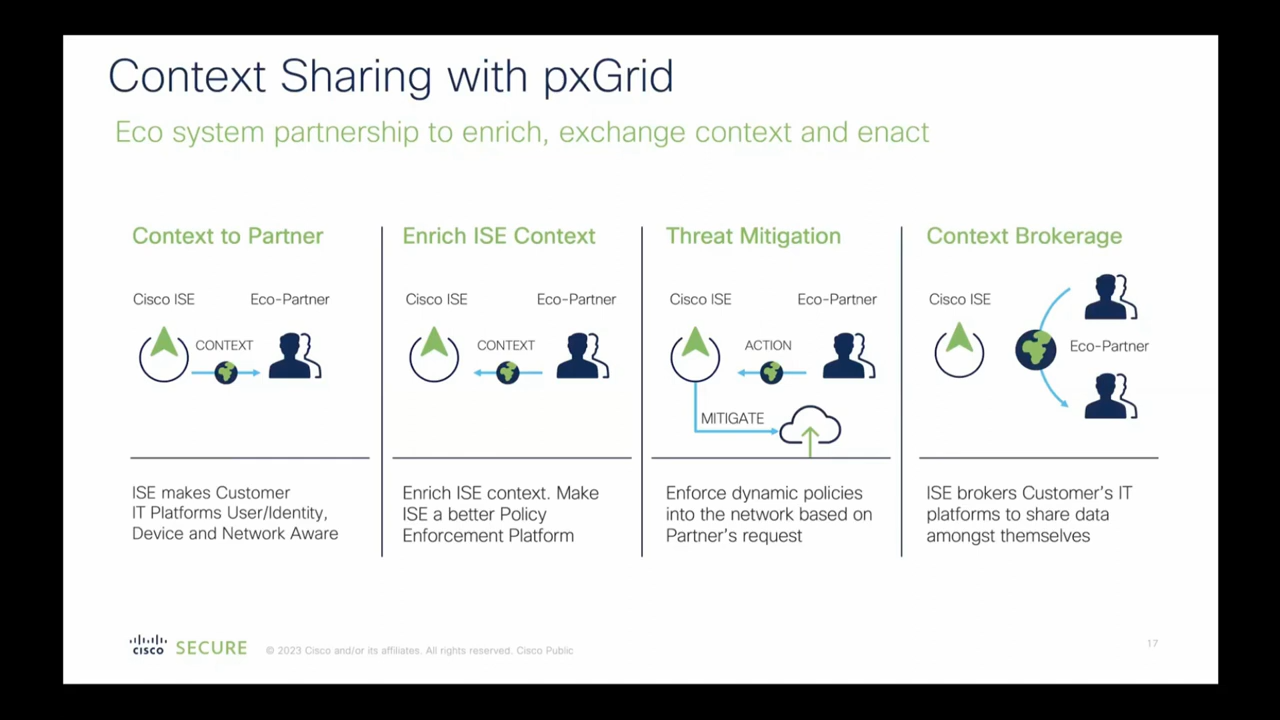 Context Sharing with pxGrid
Eco system partnership to enrich, exchange context and enact
Context to Partner
Cisco ISE Eco-Partner
CONTEXT
ISE makes Customer
IT Platforms User/Identity,
Device and Network Aware
Enrich ISE Context
Cisco ISE Eco-Partner
CONTEXT
Enrich ISE context. Make
ISE a better Policy
Enforcement Platform
Threat Mitigation
Cisco ISE Eco-Partner
ACTION
MITIGATE
Enforce dynamic policies
into the network based on
Partner's request
Context Brokerage
Cisco ISE
Eco-Partner
ISE brokers Customer's IT
platforms to share data
amongst themselves
cisco SECURE © 2023 Cisco and/or its affiliates. All rights reserved. Cisco Public
17